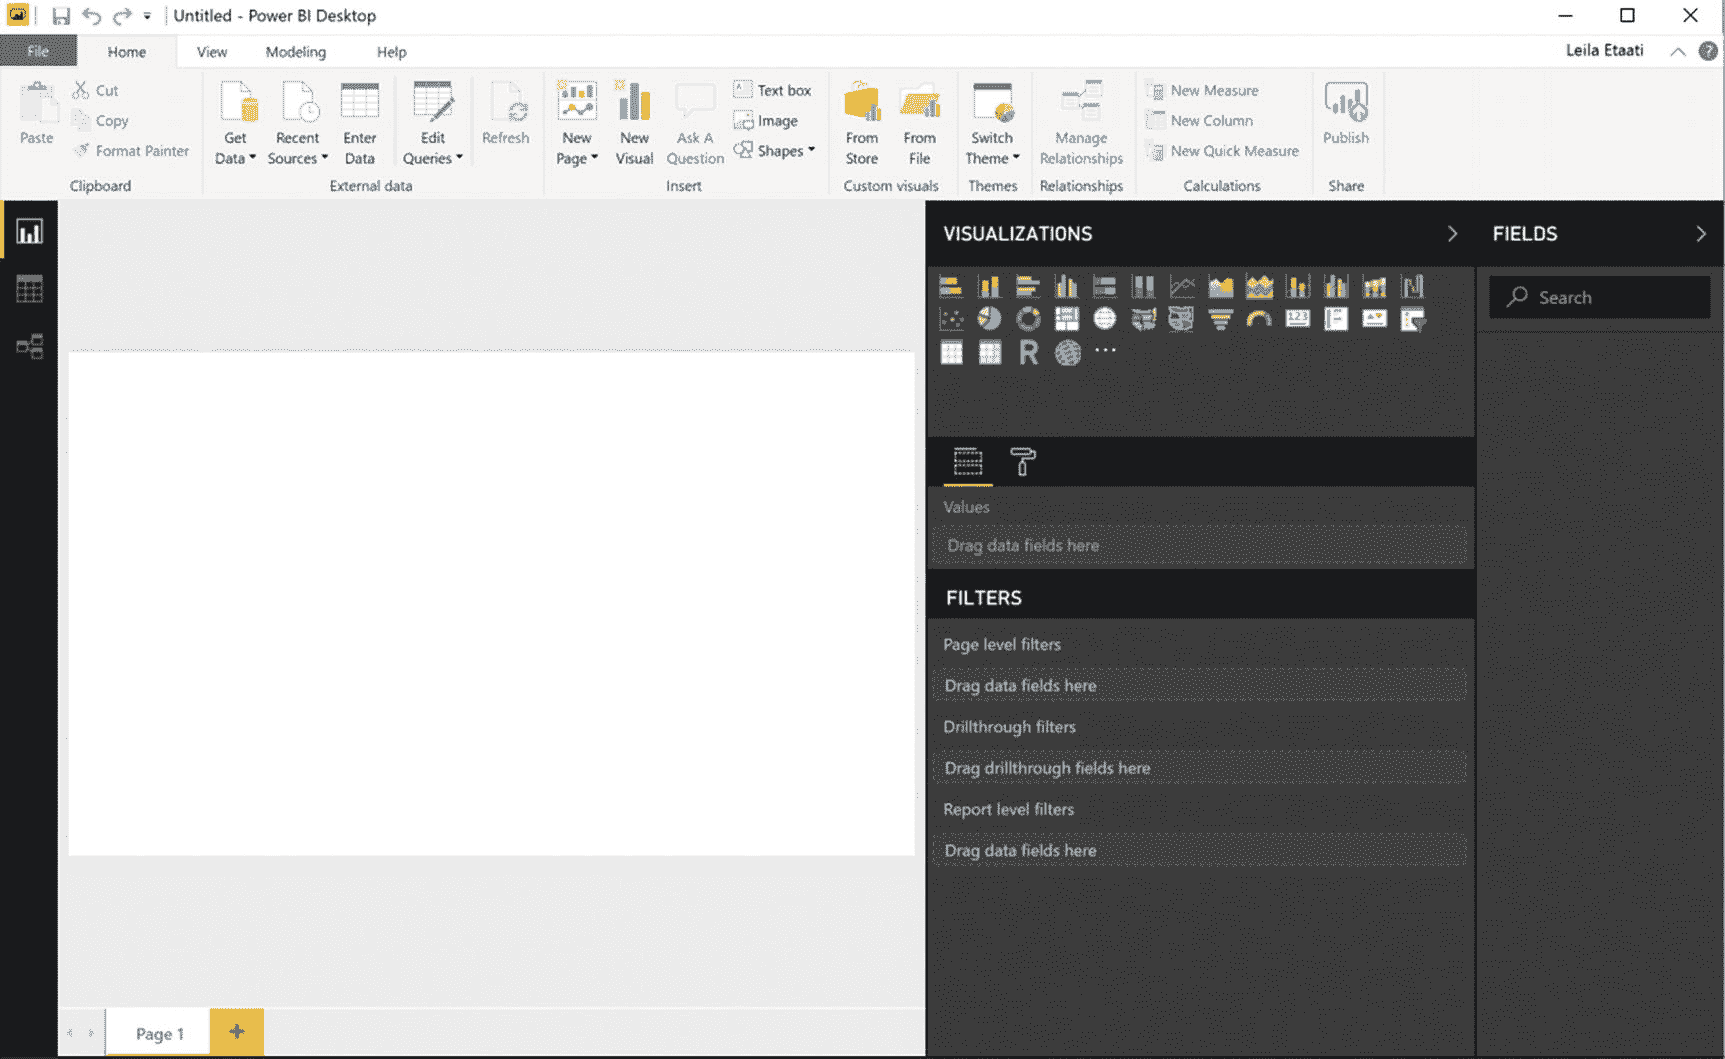 Untitled - Power BI Desktop
File Home View Modeling Help Leila Etaati
Paste
Cut
Copy
Format Painter
Clipboard
Get Data
Recent Sources
Enter Data
Edit Queries
Refresh
External data
New Page
New Visual
Ask A Question
Text box
Image
Shapes
Insert
From Store
From File
Custom visuals
Switch Theme
Themes
Manage Relationships
Relationships
New Measure
New Column
New Quick Measure
Calculations
Publish
Share
VISUALIZATIONS
R
123
Values
Drag data fields here
FILTERS
Page level filters
Drag data fields here
Drillthrough filters
Drag drillthrough fields here
Report level filters
Drag data fields here
FIELDS
Search
Page 1